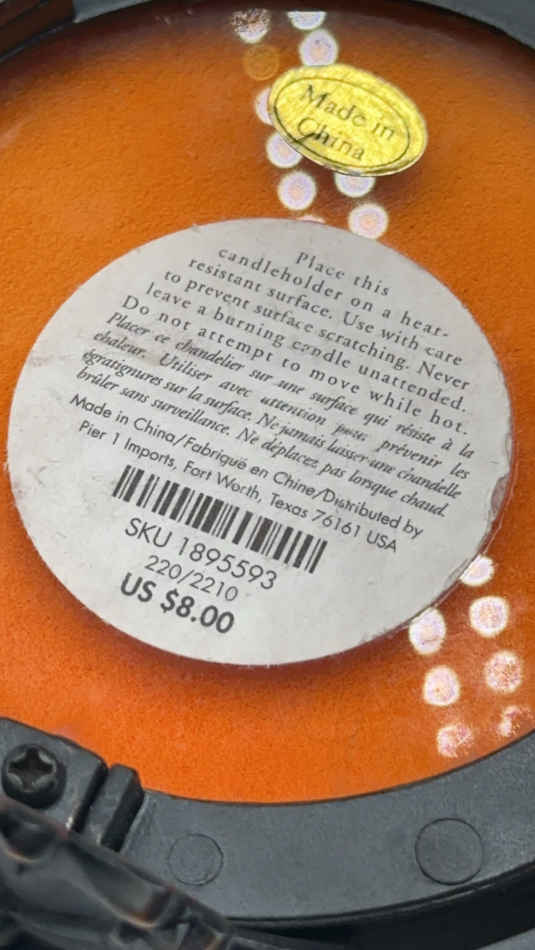 Made in
China
Place this
candleholder on a heat-
resistant surface. Use with care
to prevent surface scratching. Never
leave a burning candle unattended.
Do not attempt to move while hot.
Placer ce chandelier sur une surface qui résiste à la
chaleur. Utiliser avec attention pour prévenir les
égratignures sur la surface. Ne jamais laisser une chandelle
brûler sans surveillance. Ne déplacez pas lorsque chaud.
Made in China/Fabriqué en Chine/Distributed by
Pier 1 Imports, Fort Worth, Texas 76161 USA
SKU 1895593
220/2210
US $8.00